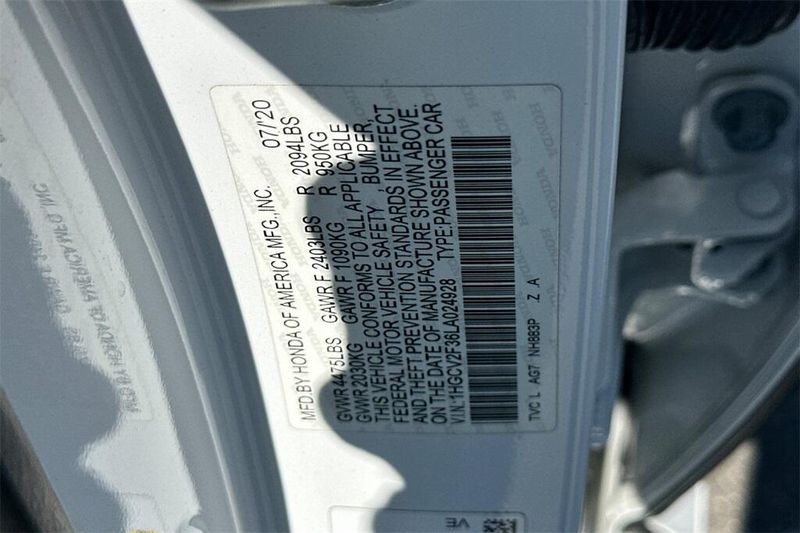 MFD.BY HONDA OF AMERICA MFG.,INC. 07/'20
GVWR 4475LBS GAWR F 2403LBS R 2094LBS
GVWR 2030KG GAWR F 1090KG R 950KG
THIS VEHICLE CONFORMS TO ALL APPLICABLE
FEDERAL MOTOR VEHICLE SAFETY, BUMPER,
AND THEFT PREVENTION STANDARDS IN EFFECT
ON THE DATE OF MANUFACTURE SHOWN ABOVE.
V.I.N.:1HGCV2F36LA024928 TYPE:PASSENGER CAR
TVC L AG7 NH883P Z A
VE